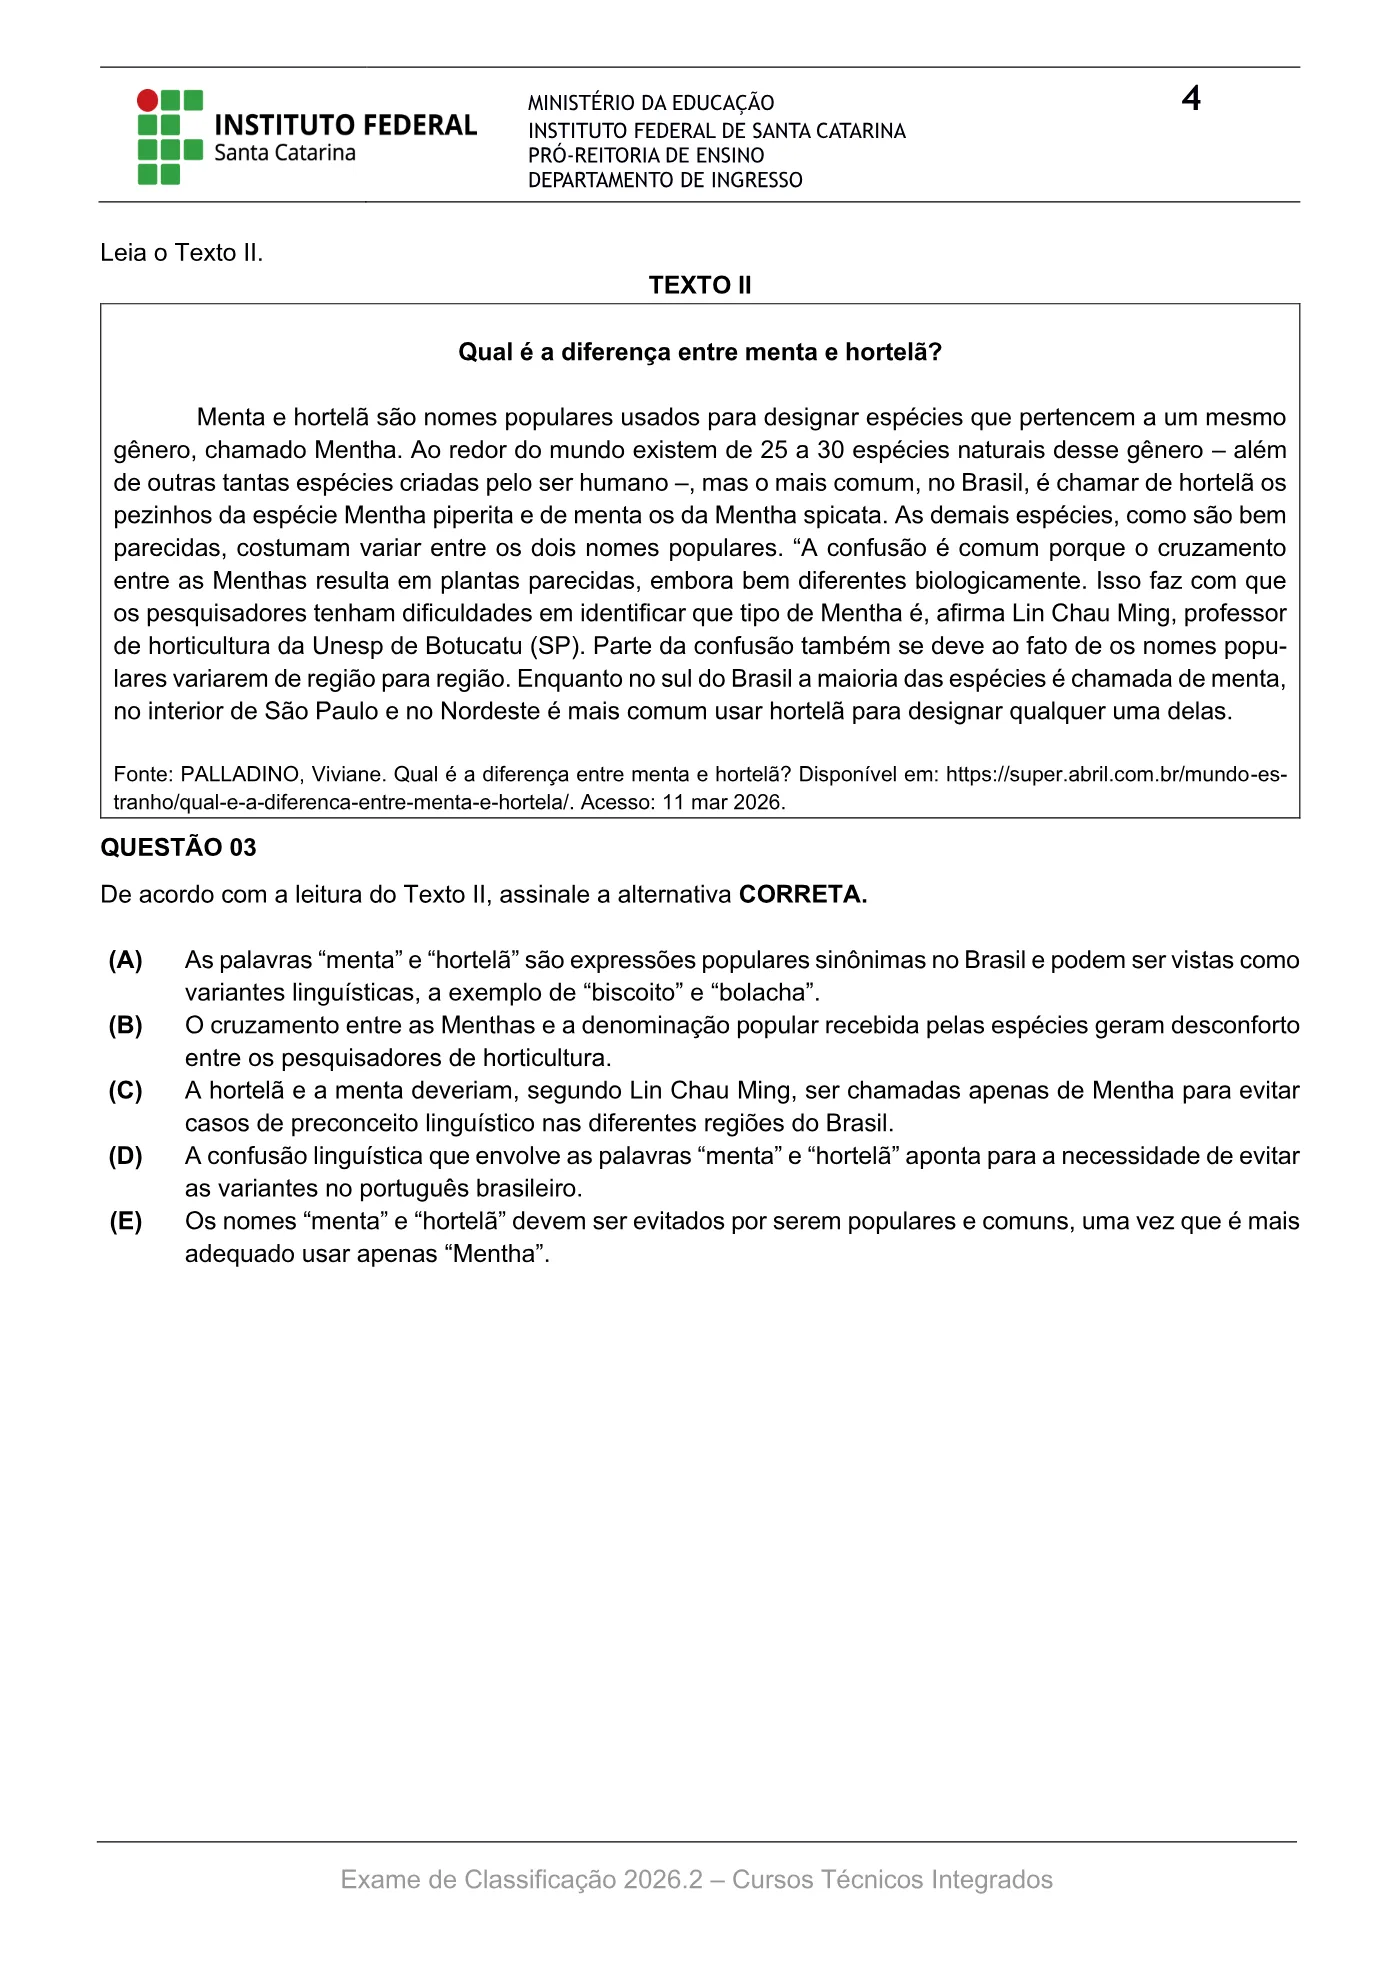 INSTITUTO FEDERAL
Santa Catarina
MINISTÉRIO DA EDUCAÇÃO
INSTITUTO FEDERAL DE SANTA CATARINA
PRÓ-REITORIA DE ENSINO
DEPARTAMENTO DE INGRESSO
4
Leia o Texto II.
TEXTO II
Qual é a diferença entre menta e hortelã?
Menta e hortelã são nomes populares usados para designar espécies que pertencem a um mesmo
gênero, chamado Mentha. Ao redor do mundo existem de 25 a 30 espécies naturais desse gênero – além
de outras tantas espécies criadas pelo ser humano –, mas o mais comum, no Brasil, é chamar de hortelã os
pezinhos da espécie Mentha piperita e de menta os da Mentha spicata. As demais espécies, como são bem
parecidas, costumam variar entre os dois nomes populares. “A confusão é comum porque o cruzamento
entre as Menthas resulta em plantas parecidas, embora bem diferentes biologicamente. Isso faz com que
os pesquisadores tenham dificuldades em identificar que tipo de Mentha é, afirma Lin Chau Ming, professor
de horticultura da Unesp de Botucatu (SP). Parte da confusão também se deve ao fato de os nomes popu-
lares variarem de região para região. Enquanto no sul do Brasil a maioria das espécies é chamada de menta,
no interior de São Paulo e no Nordeste é mais comum usar hortelã para designar qualquer uma delas.
Fonte: PALLADINO, Viviane. Qual é a diferença entre menta e hortelã? Disponível em: https://super.abril.com.br/mundo-es-
tranho/qual-e-a-diferenca-entre-menta-e-hortela/. Acesso: 11 mar 2026.
QUESTÃO 03
De acordo com a leitura do Texto II, assinale a alternativa CORRETA.
(A) As palavras “menta” e “hortelã” são expressões populares sinônimas no Brasil e podem ser vistas como
variantes linguísticas, a exemplo de “biscoito” e “bolacha”.
(B) O cruzamento entre as Menthas e a denominação popular recebida pelas espécies geram desconforto
entre os pesquisadores de horticultura.
(C) A hortelã e a menta deveriam, segundo Lin Chau Ming, ser chamadas apenas de Mentha para evitar
casos de preconceito linguístico nas diferentes regiões do Brasil.
(D) A confusão linguística que envolve as palavras “menta” e “hortelã” aponta para a necessidade de evitar
as variantes no português brasileiro.
(E) Os nomes “menta” e “hortelã” devem ser evitados por serem populares e comuns, uma vez que é mais
adequado usar apenas “Mentha”.
Exame de Classificação 2026.2 – Cursos Técnicos Integrados